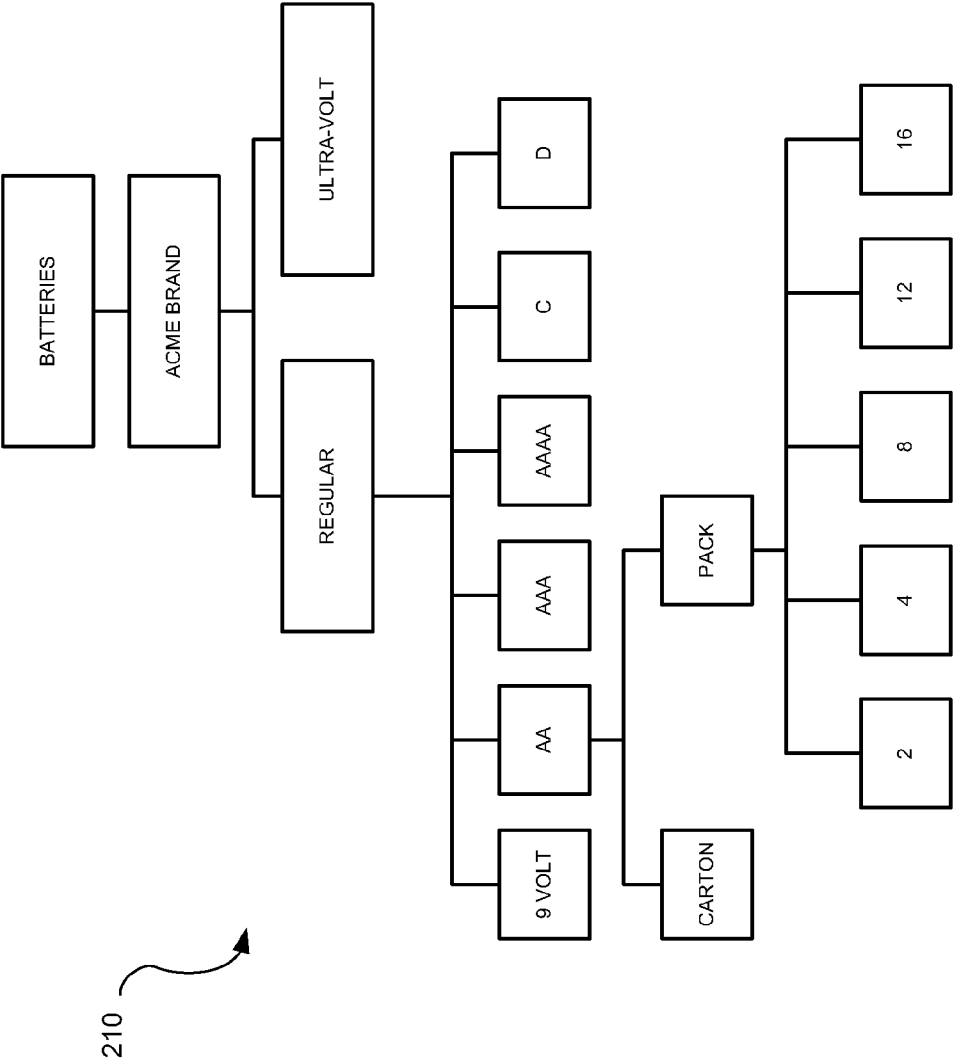 210
BATTERIES
ACME BRAND
REGULAR
ULTRA-VOLT
9 VOLT
AA
AAA
AAAA
C
D
CARTON
PACK
2
4
8
12
16